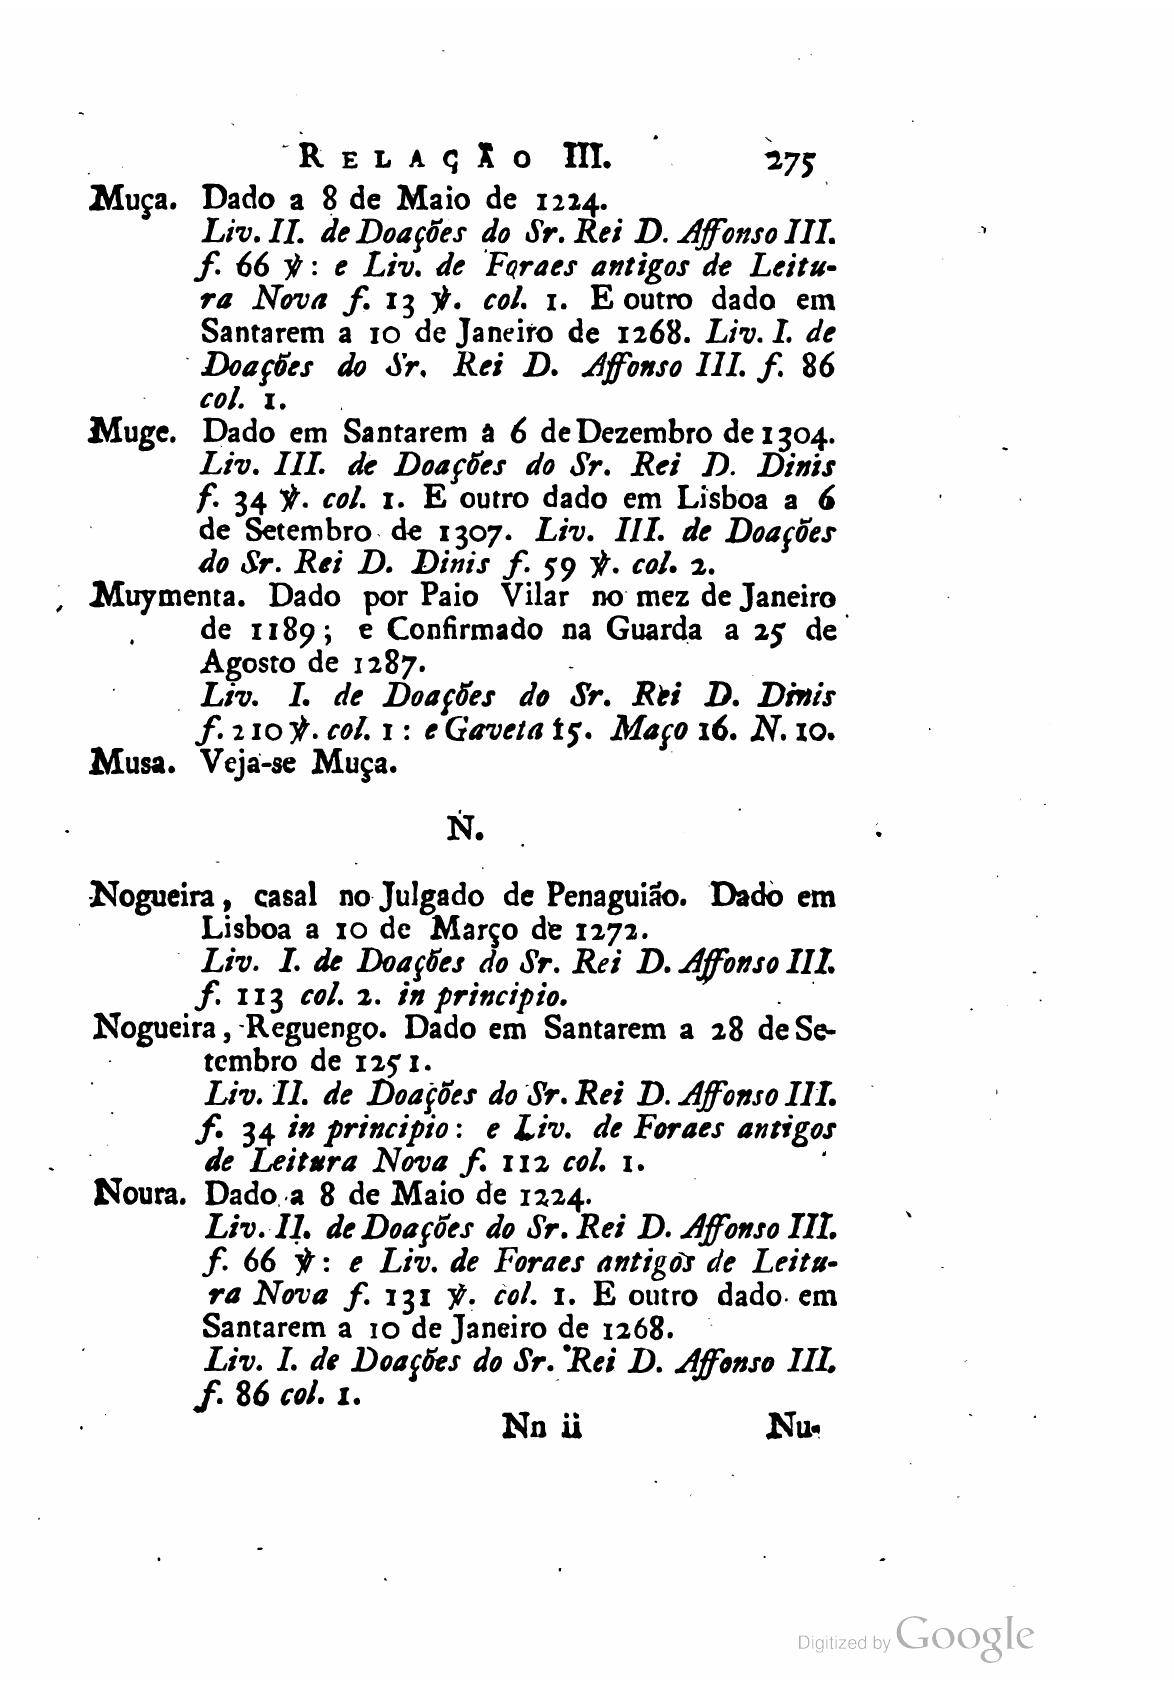 RELAÇÃO III. 275
Muça. Dado a 8 de Maio de 1224.
Liv. II. de Doações do Sr. Rei D. Affonso III.
f. 66 ℣: e Liv. de Foraes antigos de Leitu-
ra Nova f. 13 ℣. col. 1. E outro dado em
Santarem a 10 de Janeiro de 1268. Liv. I. de
Doações do Sr. Rei D. Affonso III. f. 86
col. 1.
Muge. Dado em Santarem a 6 de Dezembro de 1304.
Liv. III. de Doações do Sr. Rei D. Dinis
f. 34 ℣. col. 1. E outro dado em Lisboa a 6
de Setembro de 1307. Liv. III. de Doações
do Sr. Rei D. Dinis f. 59 ℣. col. 2.
Muymenta. Dado por Paio Vilar no mez de Janeiro
de 1189; e Confirmado na Guarda a 25 de
Agosto de 1287.
Liv. I. de Doações do Sr. Rei D. Dinis
f. 210 ℣. col. 1 : e Gaveta 15. Maço 16. N. 10.
Musa. Veja-se Muça.
N.
Nogueira, casal no Julgado de Penaguião. Dado em
Lisboa a 10 de Março de 1272.
Liv. I. de Doações do Sr. Rei D. Affonso III.
f. 113 col. 2. in principio.
Nogueira, Reguengo. Dado em Santarem a 28 de Se-
tembro de 1251.
Liv. II. de Doações do Sr. Rei D. Affonso III.
f. 34 in principio: e Liv. de Foraes antigos
de Leitura Nova f. 112 col. 1.
Noura. Dado a 8 de Maio de 1224.
Liv. II. de Doações do Sr. Rei D. Affonso III.
f. 66 ℣: e Liv. de Foraes antigos de Leitu-
ra Nova f. 131 ℣. col. 1. E outro dado em
Santarem a 10 de Janeiro de 1268.
Liv. I. de Doações do Sr. Rei D. Affonso III.
f. 86 col. 1.
Nn ii Nu-
Digitized by Google